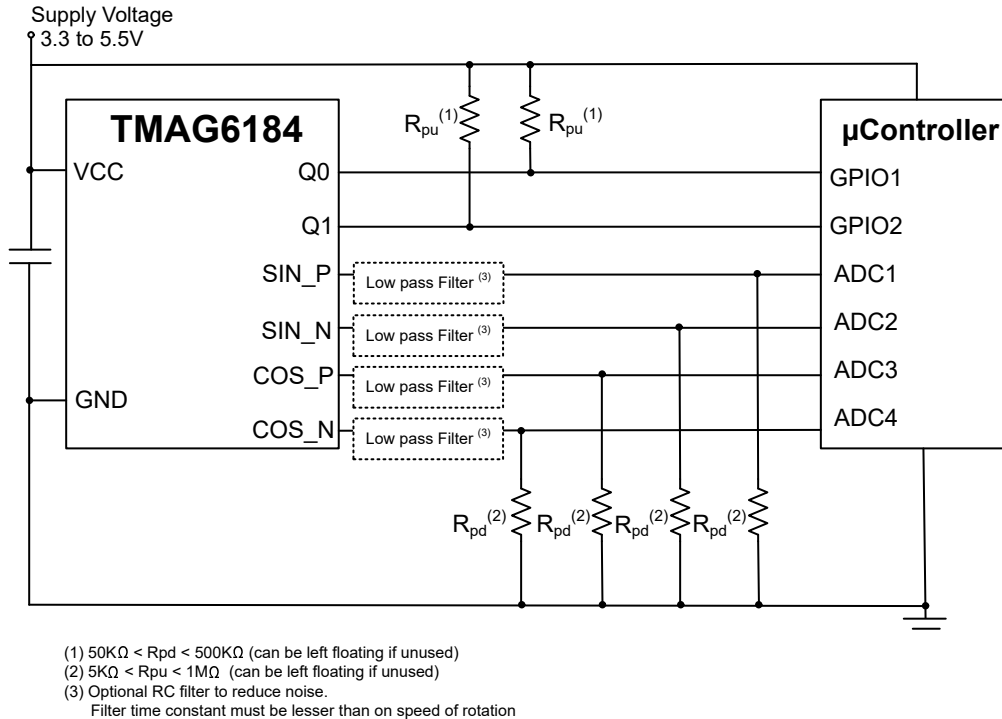 Supply Voltage
3.3 to 5.5V
TMAG6184
µController
R_pu^(1)
R_pu^(1)
VCC
Q0
GPIO1
Q1
GPIO2
SIN_P
Low pass Filter (3)
ADC1
SIN_N
Low pass Filter (3)
ADC2
COS_P
Low pass Filter (3)
ADC3
GND
COS_N
Low pass Filter (3)
ADC4
R_pd^(2)
R_pd^(2)
R_pd^(2)
R_pd^(2)
(1) 50KΩ < Rpd < 500KΩ (can be left floating if unused)
(2) 5KΩ < Rpu < 1MΩ (can be left floating if unused)
(3) Optional RC filter to reduce noise.
Filter time constant must be lesser than on speed of rotation